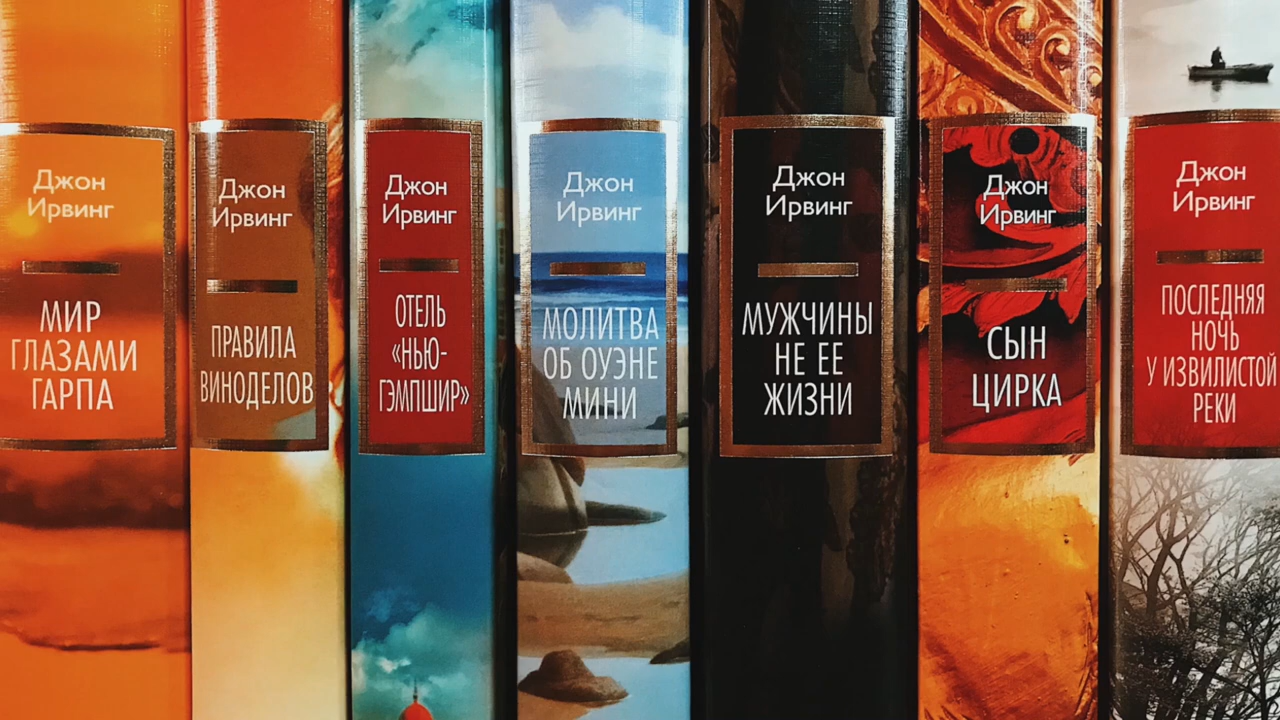 Джон
Ирвинг
МИР
ГЛАЗАМИ
ГАРПА
Джон
Ирвинг
ПРАВИЛА
ВИНОДЕЛОВ
Джон
Ирвинг
ОТЕЛЬ
«НЬЮ-
ГЭМПШИР»
Джон
Ирвинг
МОЛИТВА
ОБ ОУЭНЕ
МИНИ
Джон
Ирвинг
МУЖЧИНЫ
НЕ ЕЕ
ЖИЗНИ
Джон
Ирвинг
СЫН
ЦИРКА
Джон
Ирвинг
ПОСЛЕДНЯЯ
НОЧЬ
У ИЗВИЛИСТОЙ
РЕКИ